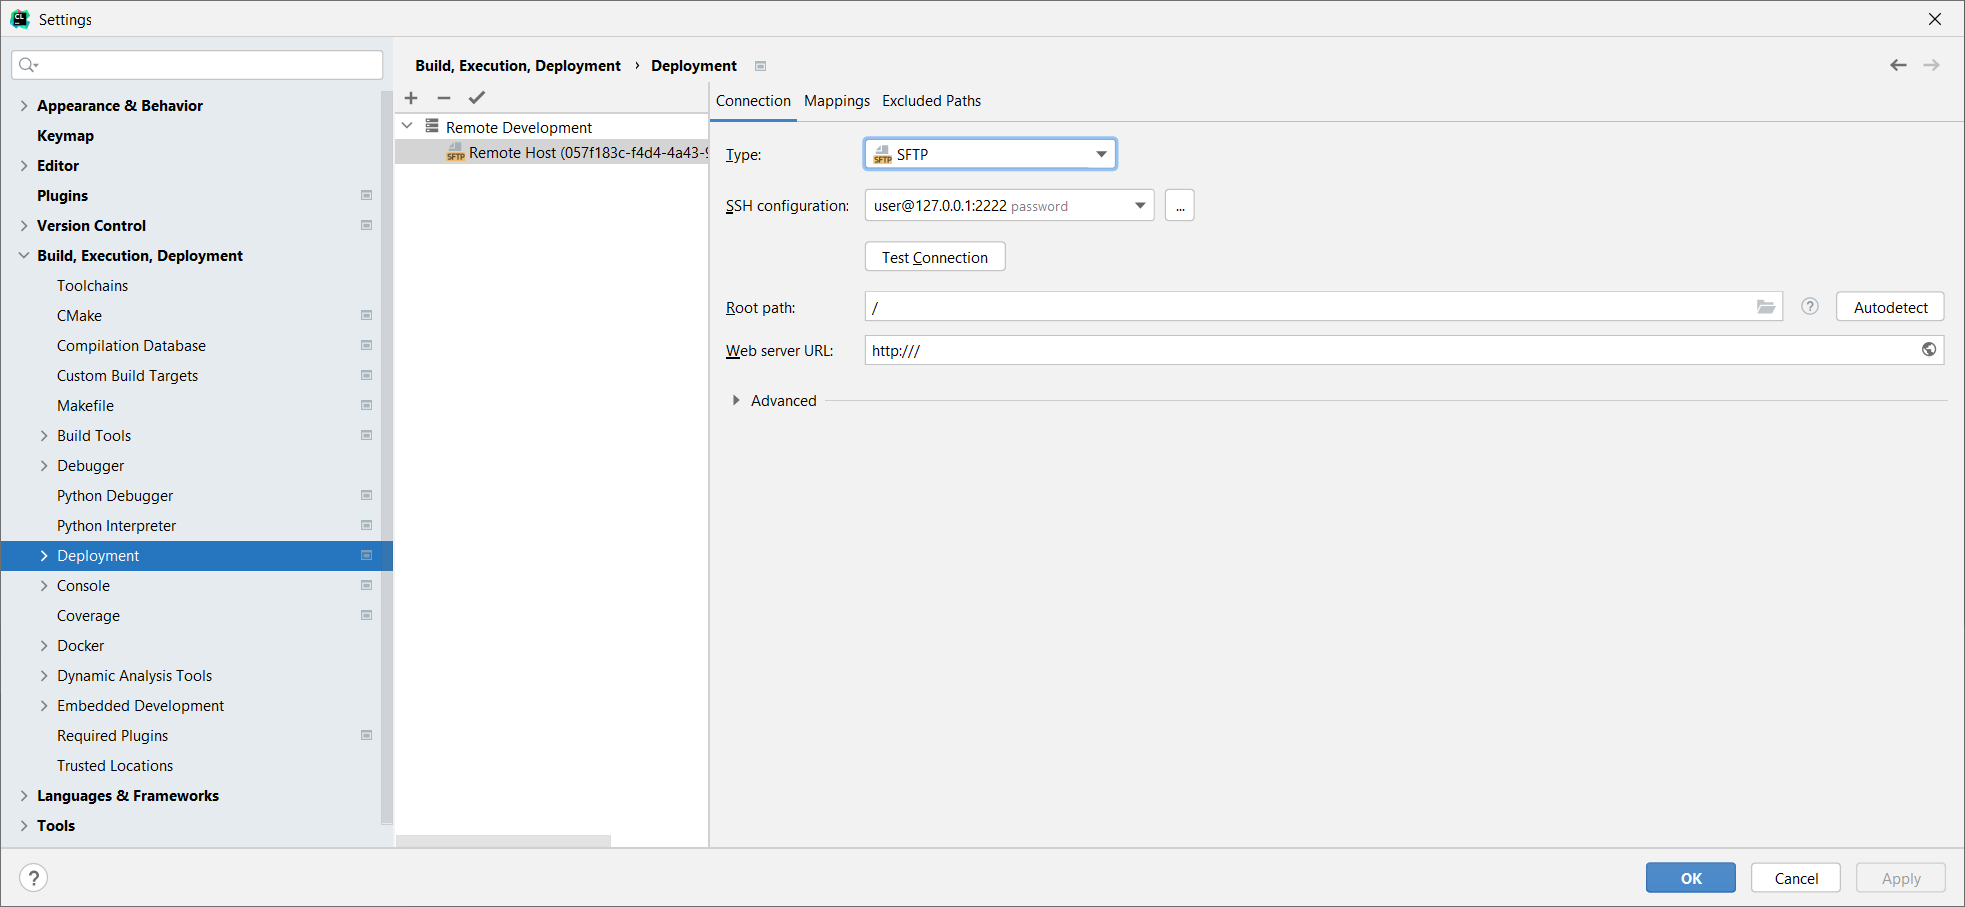 Settings
Build, Execution, Deployment › Deployment
Appearance & Behavior
Keymap
Editor
Plugins
Version Control
Build, Execution, Deployment
Toolchains
CMake
Compilation Database
Custom Build Targets
Makefile
Build Tools
Debugger
Python Debugger
Python Interpreter
Deployment
Console
Coverage
Docker
Dynamic Analysis Tools
Embedded Development
Required Plugins
Trusted Locations
Languages & Frameworks
Tools
Remote Development
SFTP Remote Host (057f183c-f4d4-4a43-9
Connection Mappings Excluded Paths
Type: SFTP SFTP
SSH configuration: user@127.0.0.1:2222 password ...
Test Connection
Root path: / ? Autodetect
Web server URL: http:///
Advanced
? OK Cancel Apply